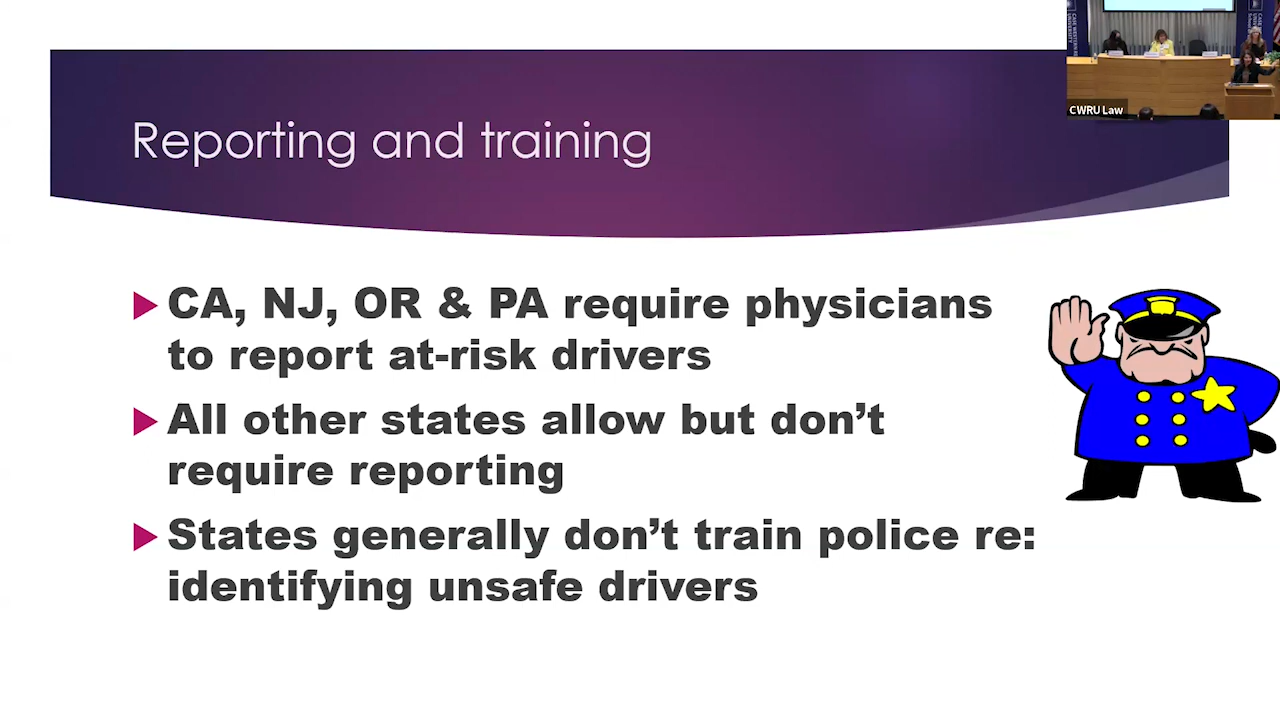 CWRU Law
Reporting and training
CA, NJ, OR & PA require physicians
to report at-risk drivers
All other states allow but don't
require reporting
States generally don't train police re:
identifying unsafe drivers